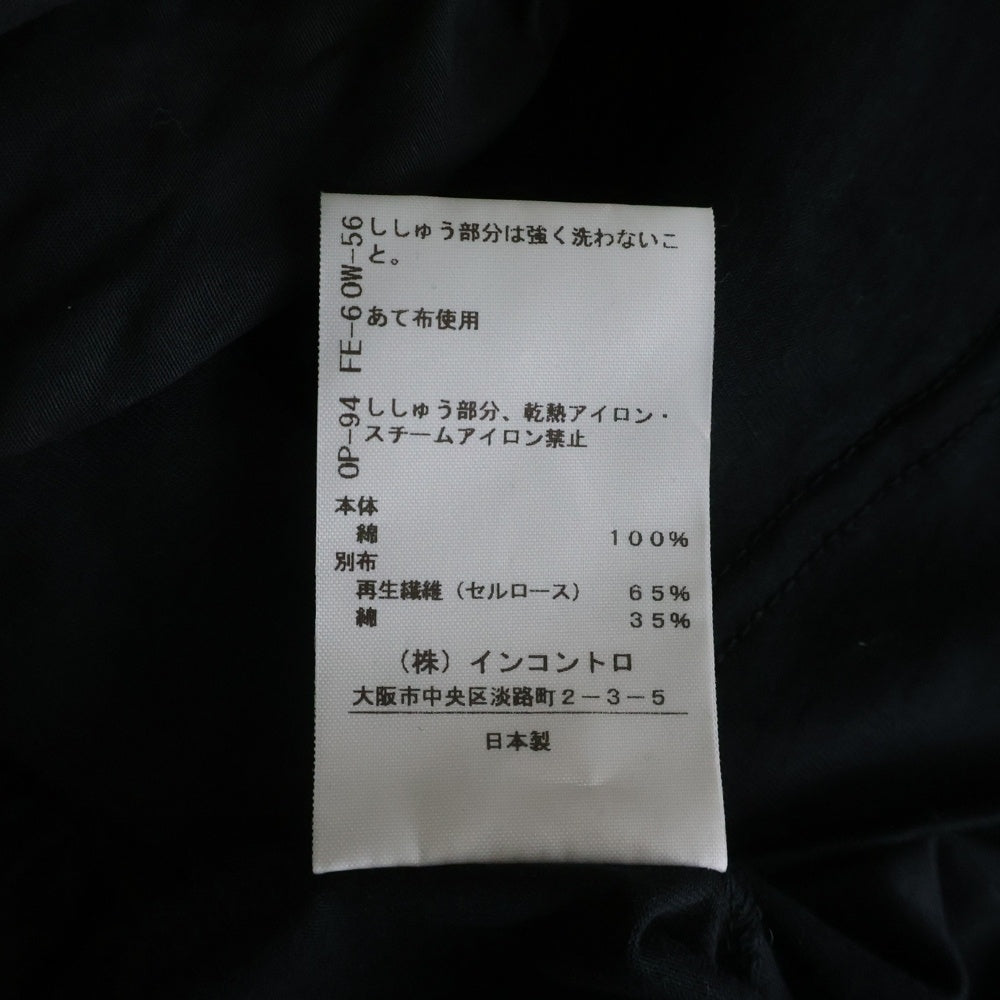 ししゅう部分は強く洗わないこ
と。
あて布使用
ししゅう部分、乾熱アイロン・
スチームアイロン禁止
OP-94 FE-6 OW-56
本体
綿 100%
別布
再生繊維（セルロース） 65%
綿 35%
（株）インコントロ
大阪市中央区淡路町2-3-5
日本製